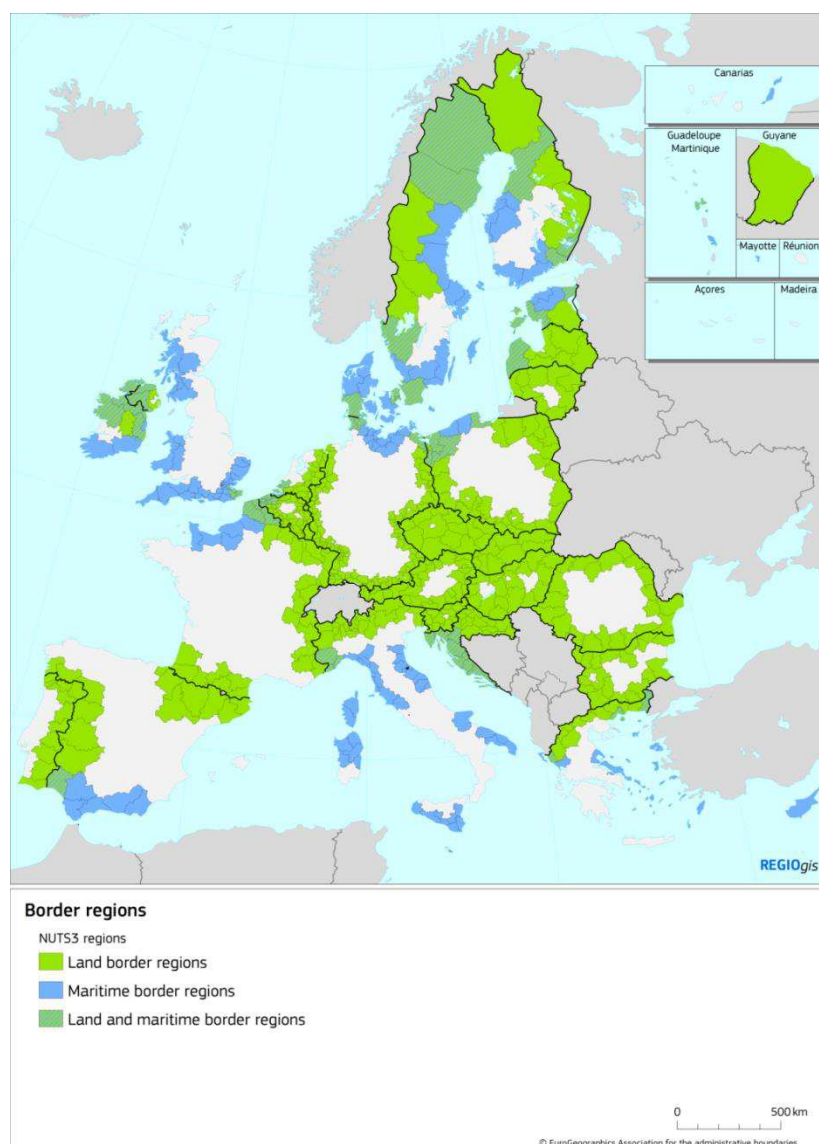 Canarias
Guadeloupe
Martinique
Guyane
Mayotte
Réunion
Açores
Madeira
REGIOgis
Border regions
NUTS3 regions
Land border regions
Maritime border regions
Land and maritime border regions
0 500 km
© EuroGeographics Association for the administrative boundaries